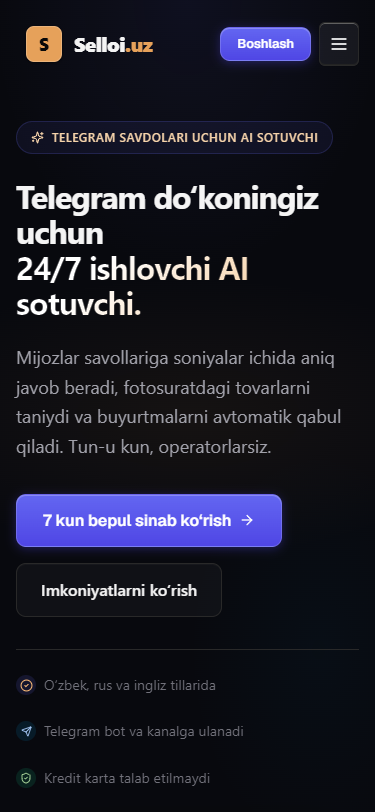 S Selloi.uz
Boshlash
TELEGRAM SAVDOLARI UCHUN AI SOTUVCHI
Telegram do‘koningiz
uchun
24/7 ishlovchi AI
sotuvchi.
Mijozlar savollariga soniyalar ichida aniq
javob beradi, fotosuratdagi tovarlarni
taniydi va buyurtmalarni avtomatik qabul
qiladi. Tun-u kun, operatorlarsiz.
7 kun bepul sinab ko‘rish →
Imkoniyatlarni ko‘rish
O‘zbek, rus va ingliz tillarida
Telegram bot va kanalga ulanadi
Kredit karta talab etilmaydi